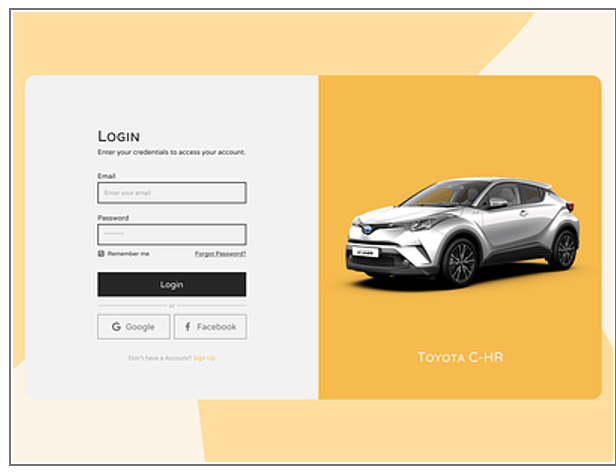 Login
Enter your credentials to access your account.
Email
Enter your email
Password
Remember me Forgot Password?
Login
or
G Google f Facebook
Don't have a Account? Sign Up
Toyota C-HR